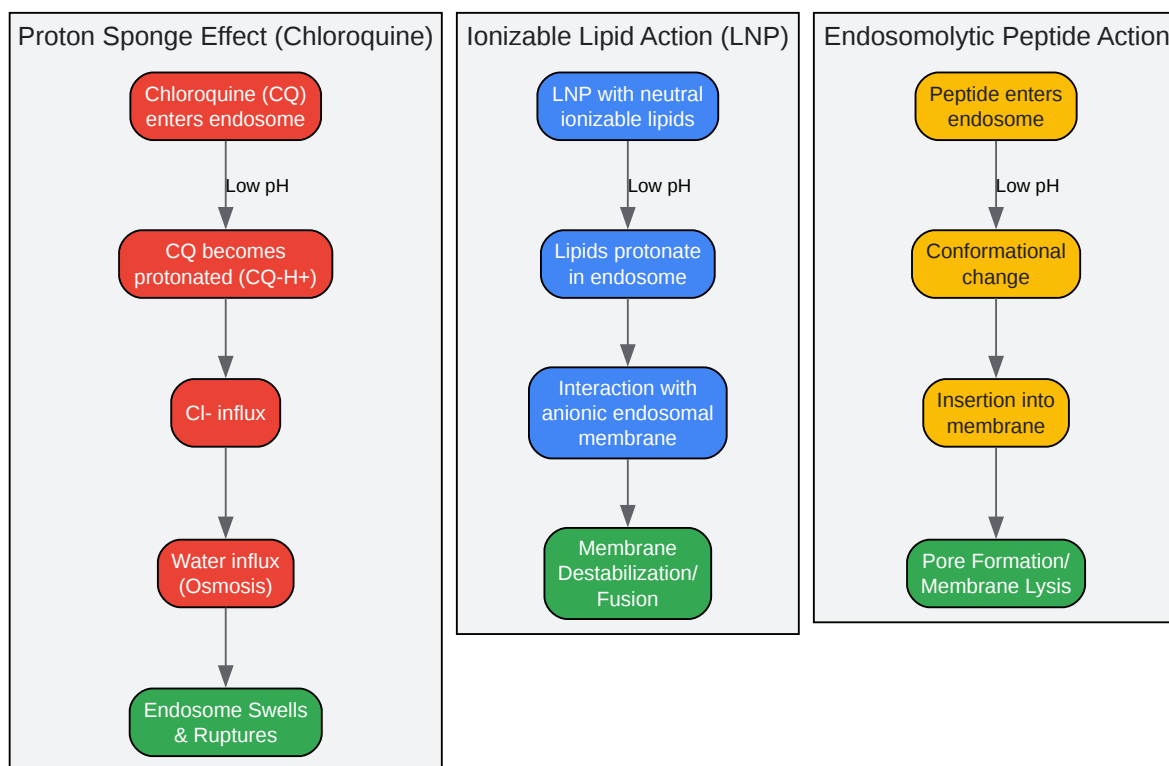 Proton Sponge Effect (Chloroquine)
Chloroquine (CQ)
enters endosome
Low pH
CQ becomes
protonated (CQ-H+)
Cl- influx
Water influx
(Osmosis)
Endosome Swells
& Ruptures
Ionizable Lipid Action (LNP)
LNP with neutral
ionizable lipids
Low pH
Lipids protonate
in endosome
Interaction with
anionic endosomal
membrane
Membrane
Destabilization/
Fusion
Endosomolytic Peptide Action
Peptide enters
endosome
Low pH
Conformational
change
Insertion into
membrane
Pore Formation/
Membrane Lysis